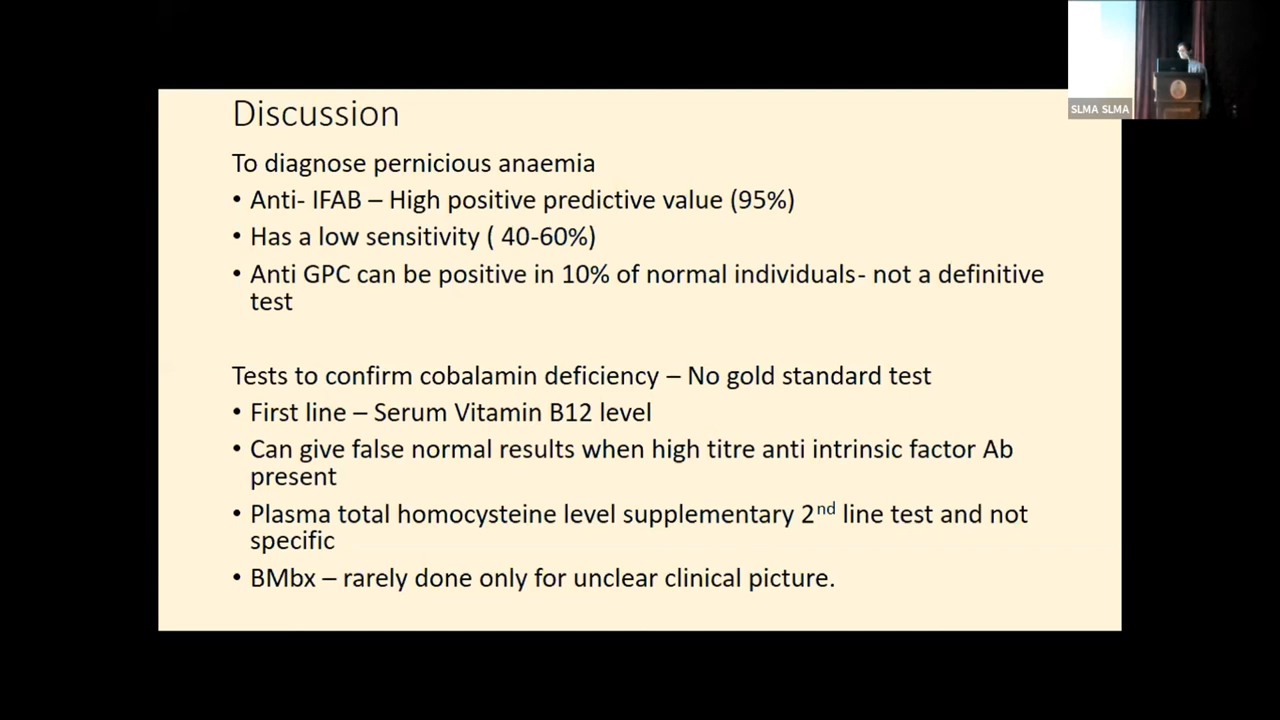 Discussion
To diagnose pernicious anaemia
• Anti- IFAB – High positive predictive value (95%)
• Has a low sensitivity ( 40-60%)
• Anti GPC can be positive in 10% of normal individuals- not a definitive
test
Tests to confirm cobalamin deficiency – No gold standard test
• First line – Serum Vitamin B12 level
• Can give false normal results when high titre anti intrinsic factor Ab
present
• Plasma total homocysteine level supplementary 2nd line test and not
specific
• BMbx – rarely done only for unclear clinical picture.
SLMA SLMA